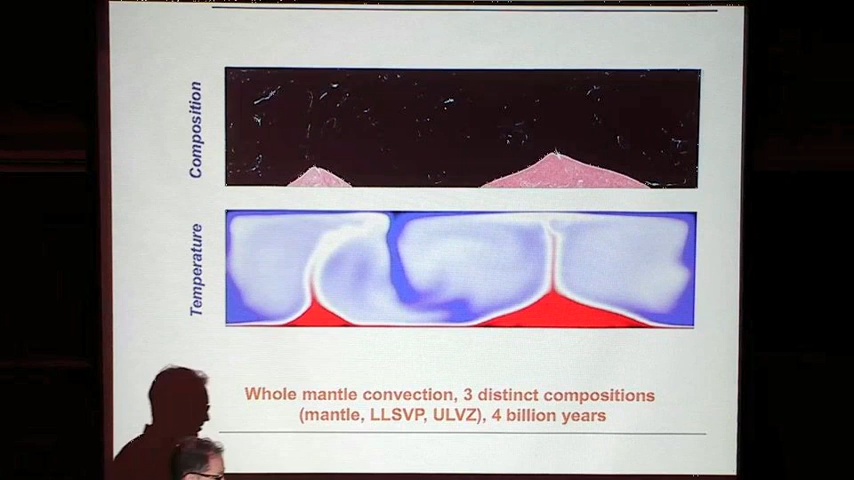 Composition
Temperature
Whole mantle convection, 3 distinct compositions
(mantle, LLSVP, ULVZ), 4 billion years